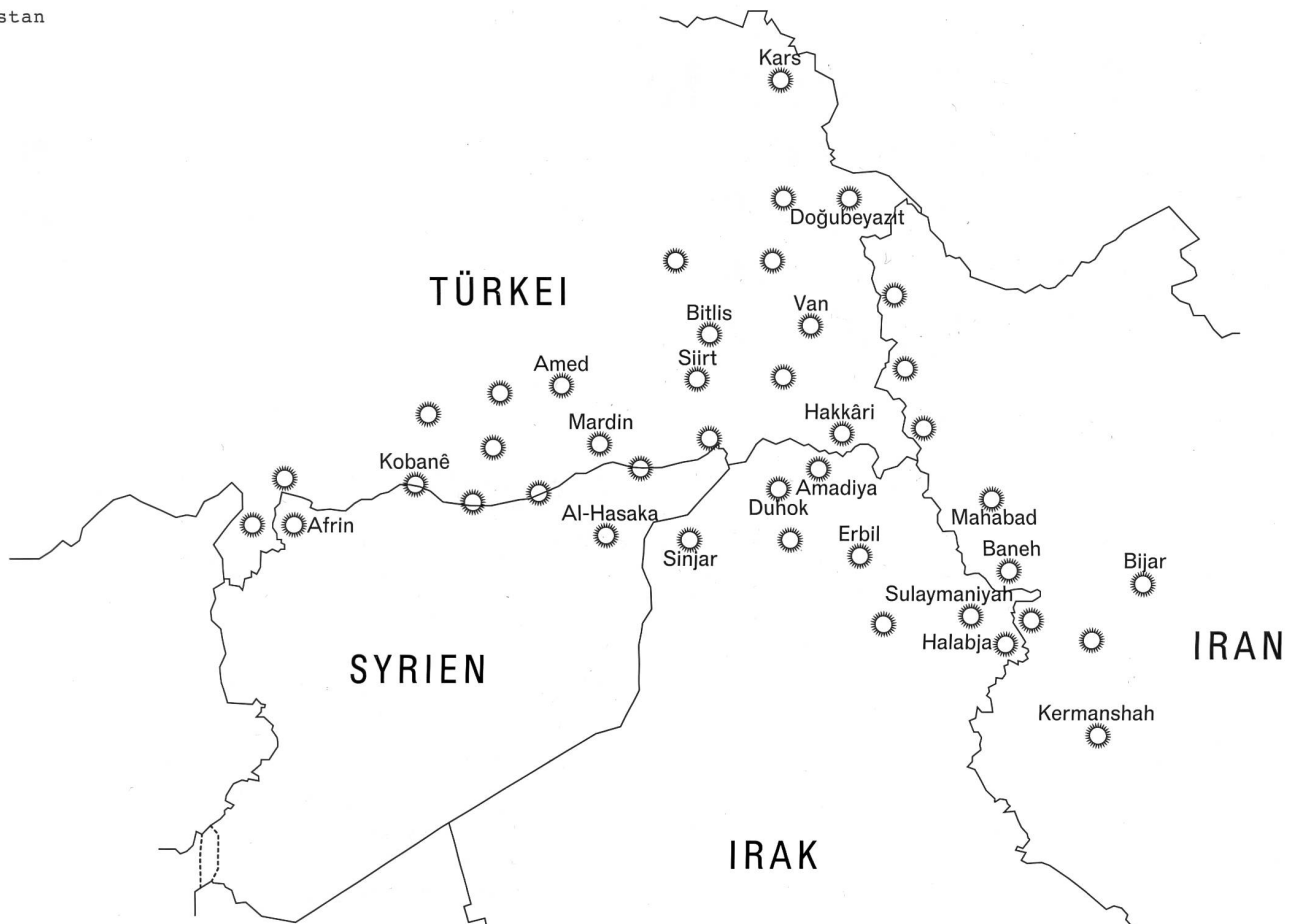 stan
Kars
Doğubeyazıt
TÜRKEI
Van
Bitlis
Siirt
Amed
Hakkâri
Mardin
Kobanê
Amadiya
Duhok
Al-Hasaka
Afrin
Mahabad
Erbil
Sinjar
Baneh
Bijar
Sulaymaniyah
Halabja
IRAN
SYRIEN
Kermanshah
IRAK